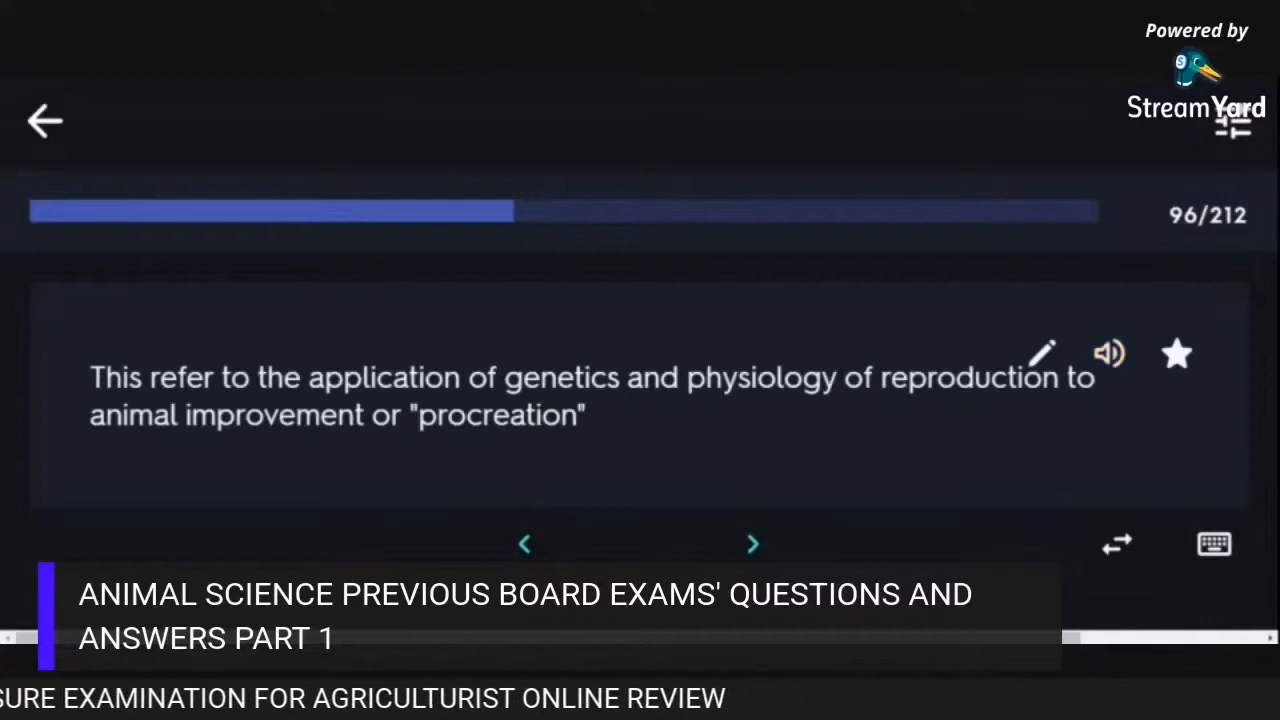 Powered by
StreamYard
96/212
This refer to the application of genetics and physiology of reproduction to
animal improvement or "procreation"
ANIMAL SCIENCE PREVIOUS BOARD EXAMS' QUESTIONS AND
ANSWERS PART 1
SURE EXAMINATION FOR AGRICULTURIST ONLINE REVIEW